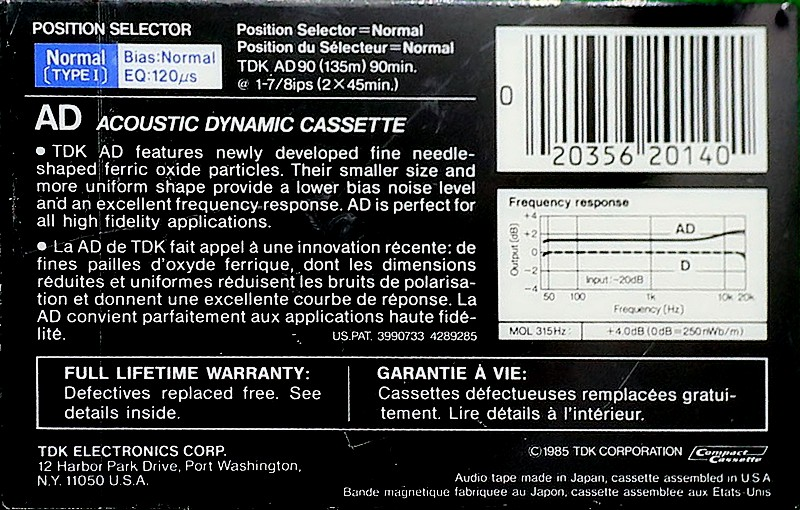 POSITION SELECTOR
Normal
(TYPE I)
Bias:Normal
EQ:120µs
Position Selector=Normal
Position du Sélecteur=Normal
TDK AD90 (135m) 90min.
@ 1-7/8ips (2×45min.)
AD ACOUSTIC DYNAMIC CASSETTE
• TDK AD features newly developed fine needle-
shaped ferric oxide particles. Their smaller size and
more uniform shape provide a lower bias noise level
and an excellent frequency response. AD is perfect for
all high fidelity applications.
• La AD de TDK fait appel à une innovation récente: de
fines pailles d'oxyde ferrique, dont les dimensions
réduites et uniformes réduisent les bruits de polarisa-
tion et donnent une excellente courbe de réponse. La
AD convient parfaitement aux applications haute fidé-
lité.
US.PAT. 3990733 4289285
0 20356 20140
Frequency response
Output (dB)
+4
+2
0
−2
−4
AD
D
Input:−20dB
50 100 1k 10k 20k
Frequency (Hz)
MOL 315Hz: +4.0dB (0dB=250nWb/m)
FULL LIFETIME WARRANTY:
Defectives replaced free. See
details inside.
GARANTIE À VIE:
Cassettes défectueuses remplacées gratui-
tement. Lire détails à l'intérieur.
TDK ELECTRONICS CORP.
12 Harbor Park Drive, Port Washington,
N.Y. 11050 U.S.A.
©1985 TDK CORPORATION
Compact
Cassette
Audio tape made in Japan, cassette assembled in U S A
Bande magnetique fabriquee au Japon, cassette assemblee aux Etats-Unis